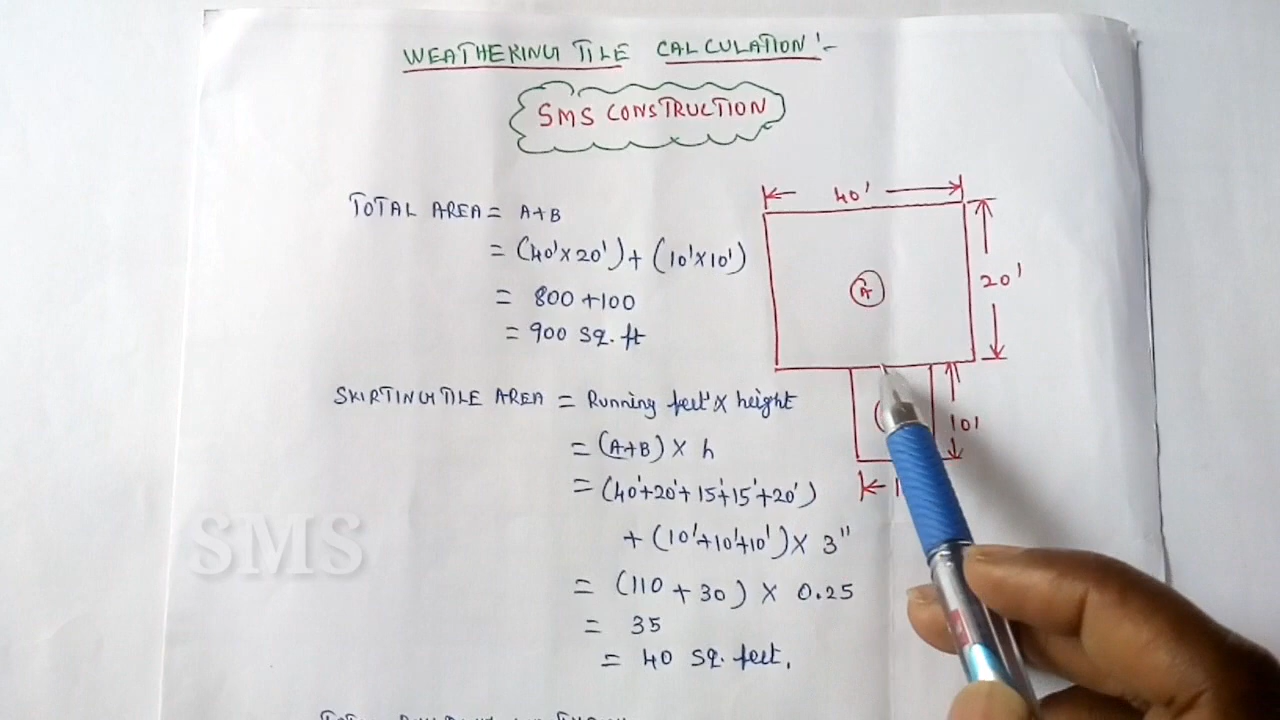 WEATHERING TILE CALCULATION:-
SMS CONSTRUCTION
TOTAL AREA = A+B
= (40'X20') + (10'X10')
= 800 +100
= 900 sq.ft
40'
A
20'
10'
SKIRTING TILE AREA = Running feet X height
= (A+B) X h
= (40'+20'+15'+15'+20')
+ (10'+10'+10') X 3"
= (110 + 30) X 0.25
= 35
= 40 sq.feet.
SMS